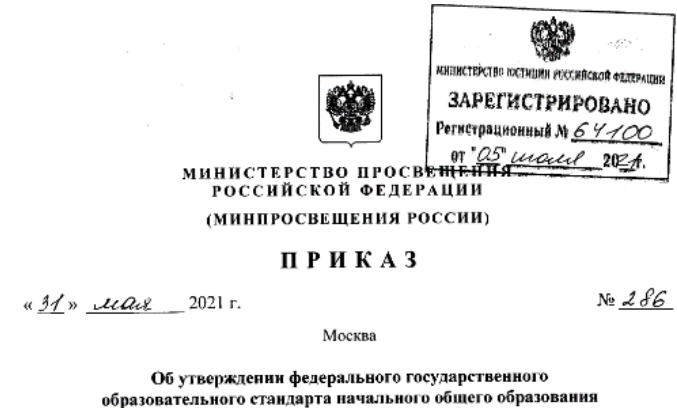 МИНИСТЕРСТВО ЮСТИЦИИ РОССИЙСКОЙ ФЕДЕРАЦИИ
ЗАРЕГИСТРИРОВАНО
Регистрационный № 64100
от "05" июля 2021.
МИНИСТЕРСТВО ПРОСВЕЩЕНИЯ
РОССИЙСКОЙ ФЕДЕРАЦИИ
(МИНПРОСВЕЩЕНИЯ РОССИИ)
ПРИКАЗ
« 31 » мая 2021 г.
№ 286
Москва
Об утверждении федерального государственного
образовательного стандарта начального общего образования